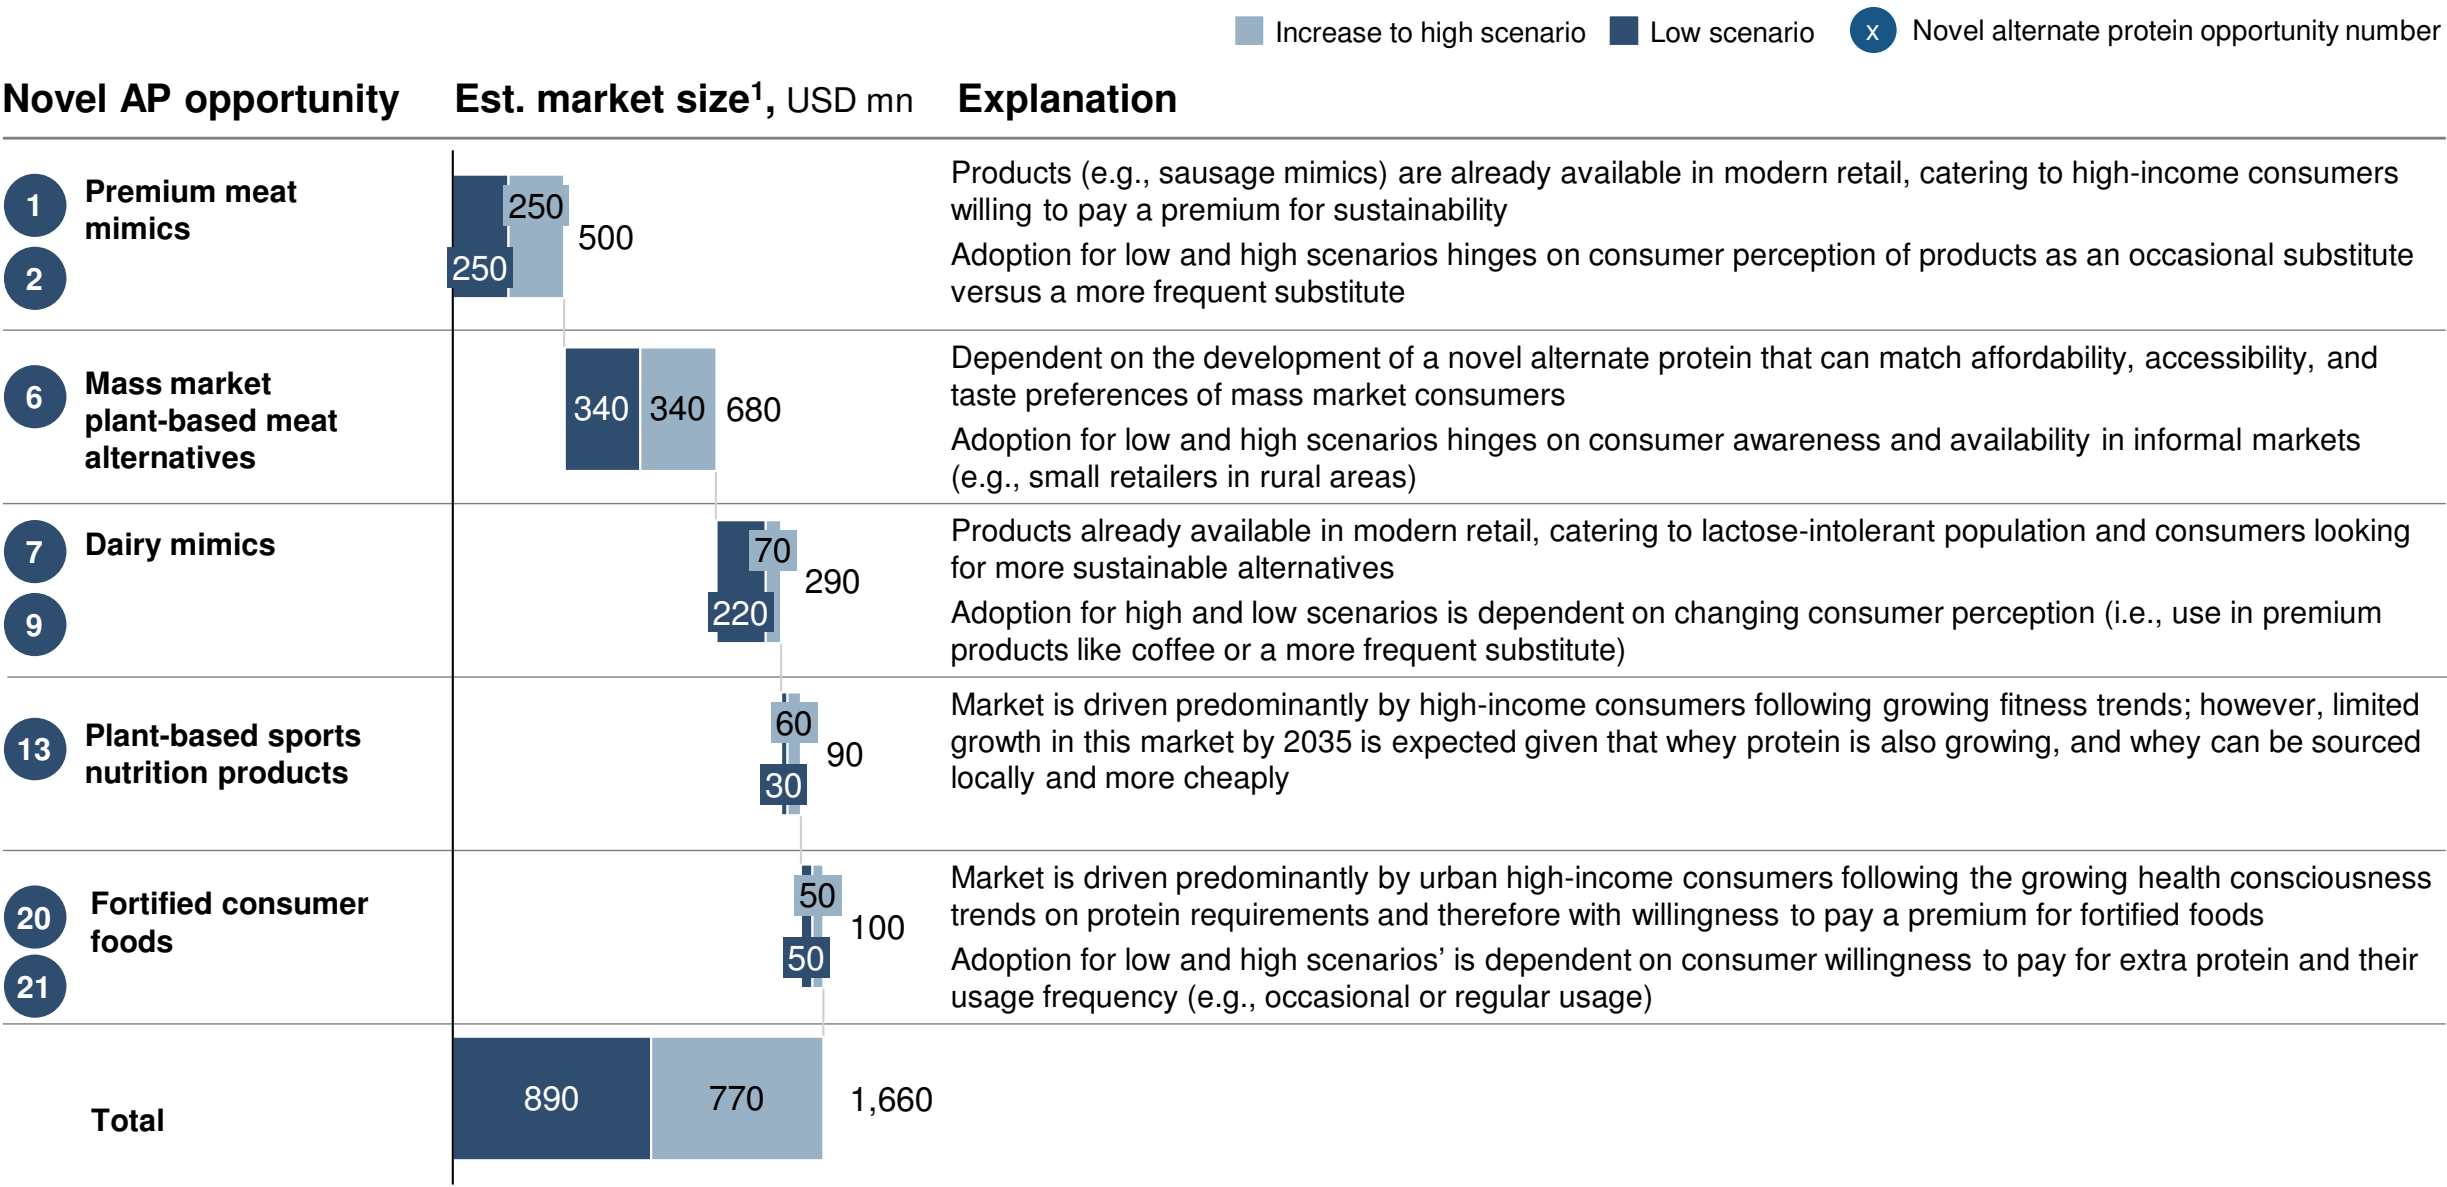 Increase to high scenario
Low scenario
x
Novel alternate protein opportunity number
Novel AP opportunity
Est. market size¹, USD mn
Explanation
1
2
Premium meat
mimics
250
250
500
Products (e.g., sausage mimics) are already available in modern retail, catering to high-income consumers
willing to pay a premium for sustainability
Adoption for low and high scenarios hinges on consumer perception of products as an occasional substitute
versus a more frequent substitute
6
Mass market
plant-based meat
alternatives
340
340
680
Dependent on the development of a novel alternate protein that can match affordability, accessibility, and
taste preferences of mass market consumers
Adoption for low and high scenarios hinges on consumer awareness and availability in informal markets
(e.g., small retailers in rural areas)
7
9
Dairy mimics
70
220
290
Products already available in modern retail, catering to lactose-intolerant population and consumers looking
for more sustainable alternatives
Adoption for high and low scenarios is dependent on changing consumer perception (i.e., use in premium
products like coffee or a more frequent substitute)
13
Plant-based sports
nutrition products
60
30
90
Market is driven predominantly by high-income consumers following growing fitness trends; however, limited
growth in this market by 2035 is expected given that whey protein is also growing, and whey can be sourced
locally and more cheaply
20
21
Fortified consumer
foods
50
50
100
Market is driven predominantly by urban high-income consumers following the growing health consciousness
trends on protein requirements and therefore with willingness to pay a premium for fortified foods
Adoption for low and high scenarios’ is dependent on consumer willingness to pay for extra protein and their
usage frequency (e.g., occasional or regular usage)
Total
890
770
1,660